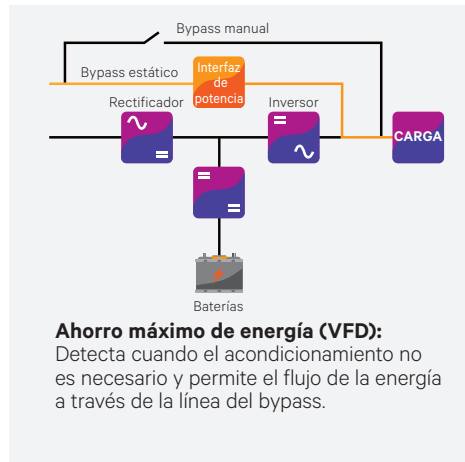 Bypass manual
Bypass estático
Interfaz
de
potencia
Rectificador
Inversor
CARGA
Baterías
Ahorro máximo de energía (VFD):
Detecta cuando el acondicionamiento no
es necesario y permite el flujo de la energía
a través de la línea del bypass.